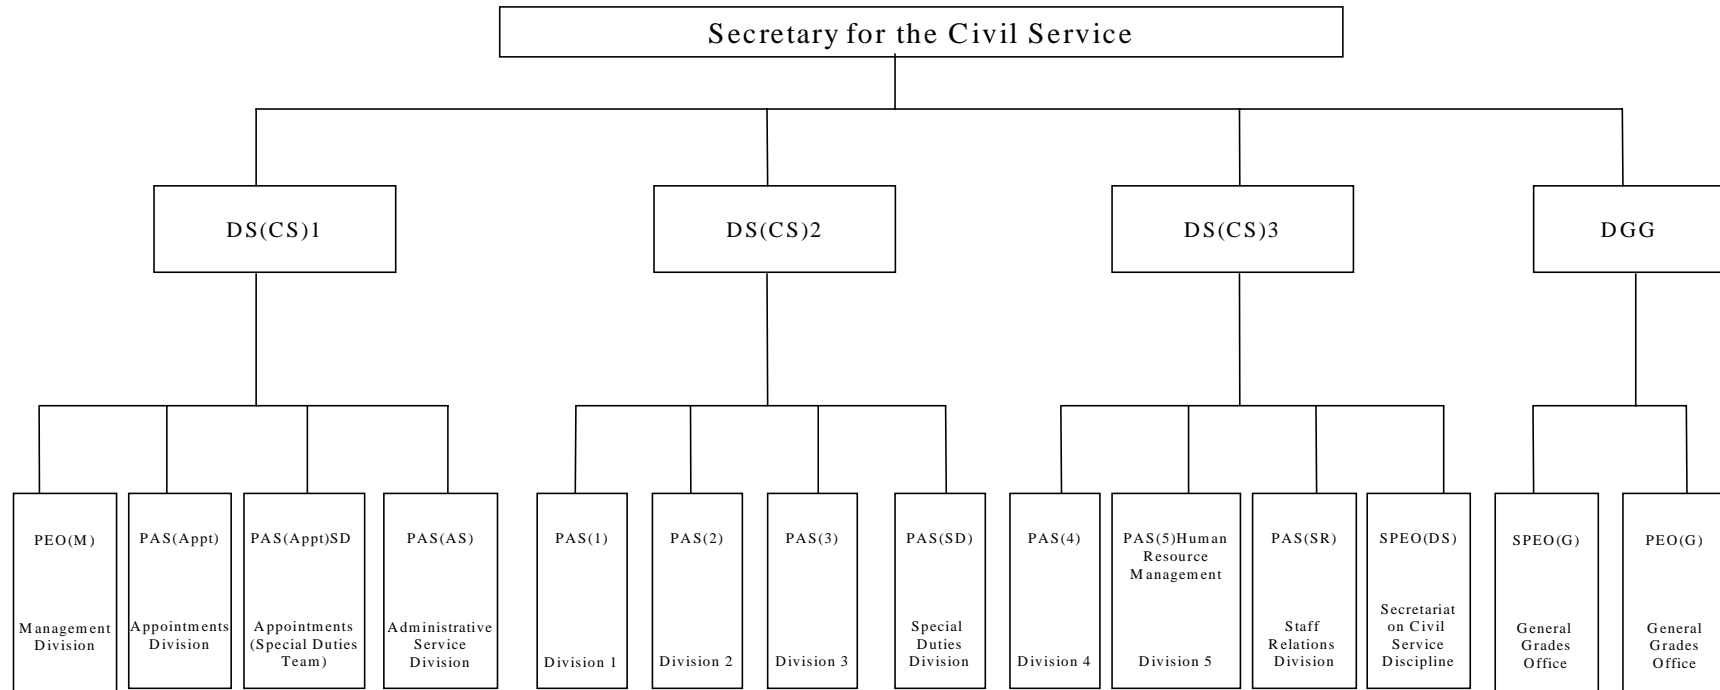 Secretary for the Civil Service
DS(CS)1
DS(CS)2
DS(CS)3
DGG
PEO(M)
Management
Division
PAS(Appt)
Appointments
Division
PAS(Appt)SD
Appointments
(Special Duties
Team)
PAS(AS)
Administrative
Service
Division
PAS(1)
Division 1
PAS(2)
Division 2
PAS(3)
Division 3
PAS(SD)
Special
Duties
Division
PAS(4)
Division 4
PAS(5)Human
Resource
Management
Division 5
PAS(SR)
Staff
Relations
Division
SPEO(DS)
Secretariat
on Civil
Service
Discipline
SPEO(G)
General
Grades
Office
PEO(G)
General
Grades
Office